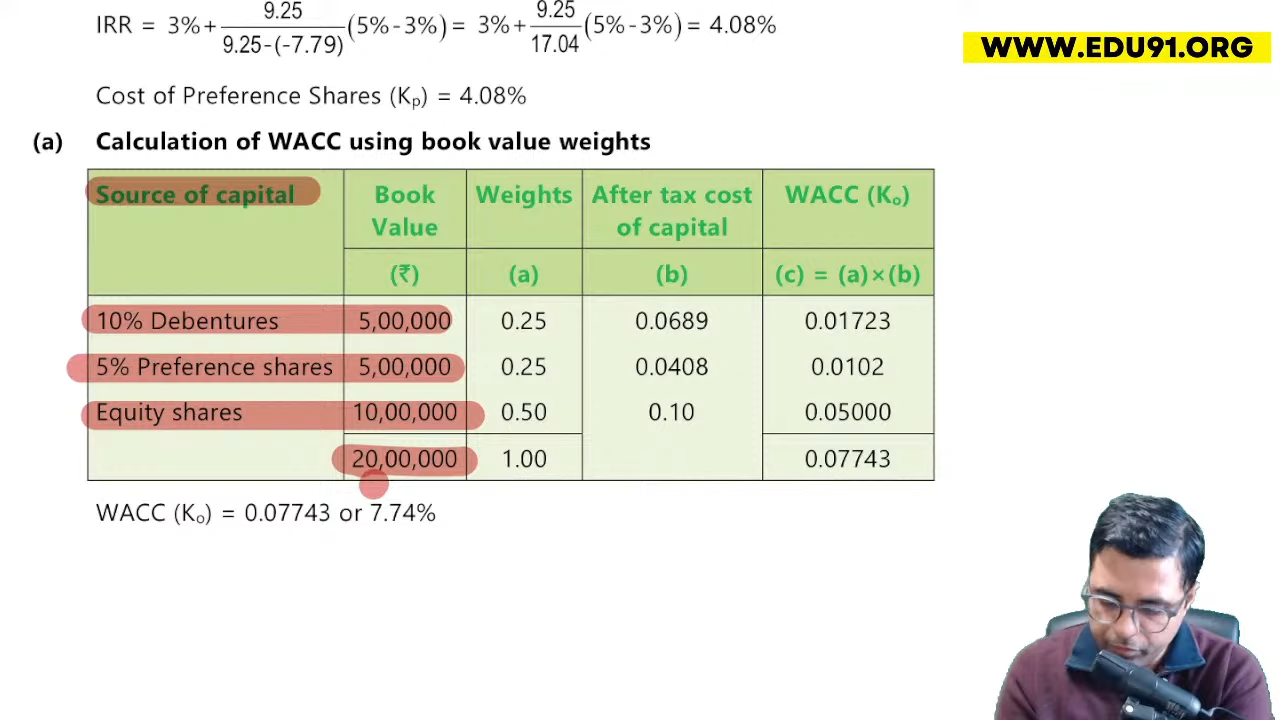 IRR = 3% + 9.25 / 9.25-(-7.79) (5% - 3%) = 3% + 9.25 / 17.04 (5% - 3%) = 4.08%
WWW.EDU91.ORG
Cost of Preference Shares (Kp) = 4.08%
(a) Calculation of WACC using book value weights
Source of capital Book Value Weights After tax cost of capital WACC (Ko)
(₹) (a) (b) (c) = (a)×(b)
10% Debentures 5,00,000 0.25 0.0689 0.01723
5% Preference shares 5,00,000 0.25 0.0408 0.0102
Equity shares 10,00,000 0.50 0.10 0.05000
20,00,000 1.00 0.07743
WACC (Ko) = 0.07743 or 7.74%